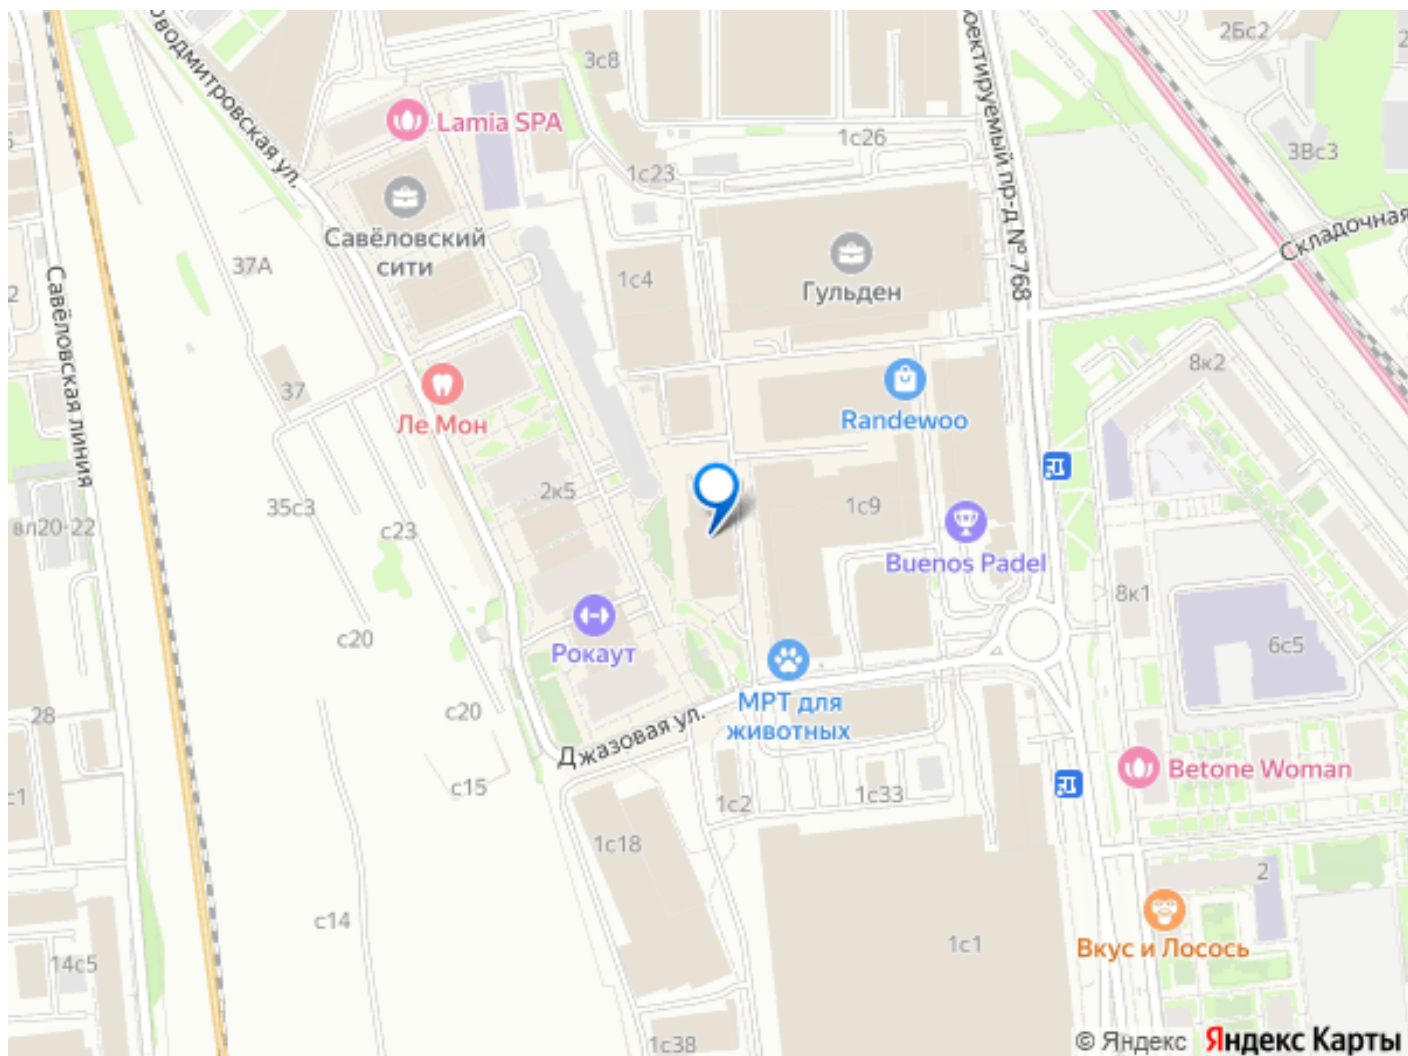 оводмитровская ул.
3с8
роектируемый пр-д № 768
2Бс2
Lamia SPA
1с26
3Вс3
1с23
Складочная
Савёловский
сити
37А
1с4
Гульден
Савёловская линия
8к2
37
Ле Мон
Randewoo
2к5
35с3
1с9
вл20-22
с23
Buenos Padel
8к1
с20
Рокаут
6с5
28
с20
МРТ для
животных
Джазовая ул.
Betone Woman
с15
1с2
1с33
с1
1с18
2
с14
Вкус и Лосось
1с1
14с5
1с38
© Яндекс Яндекс Карты